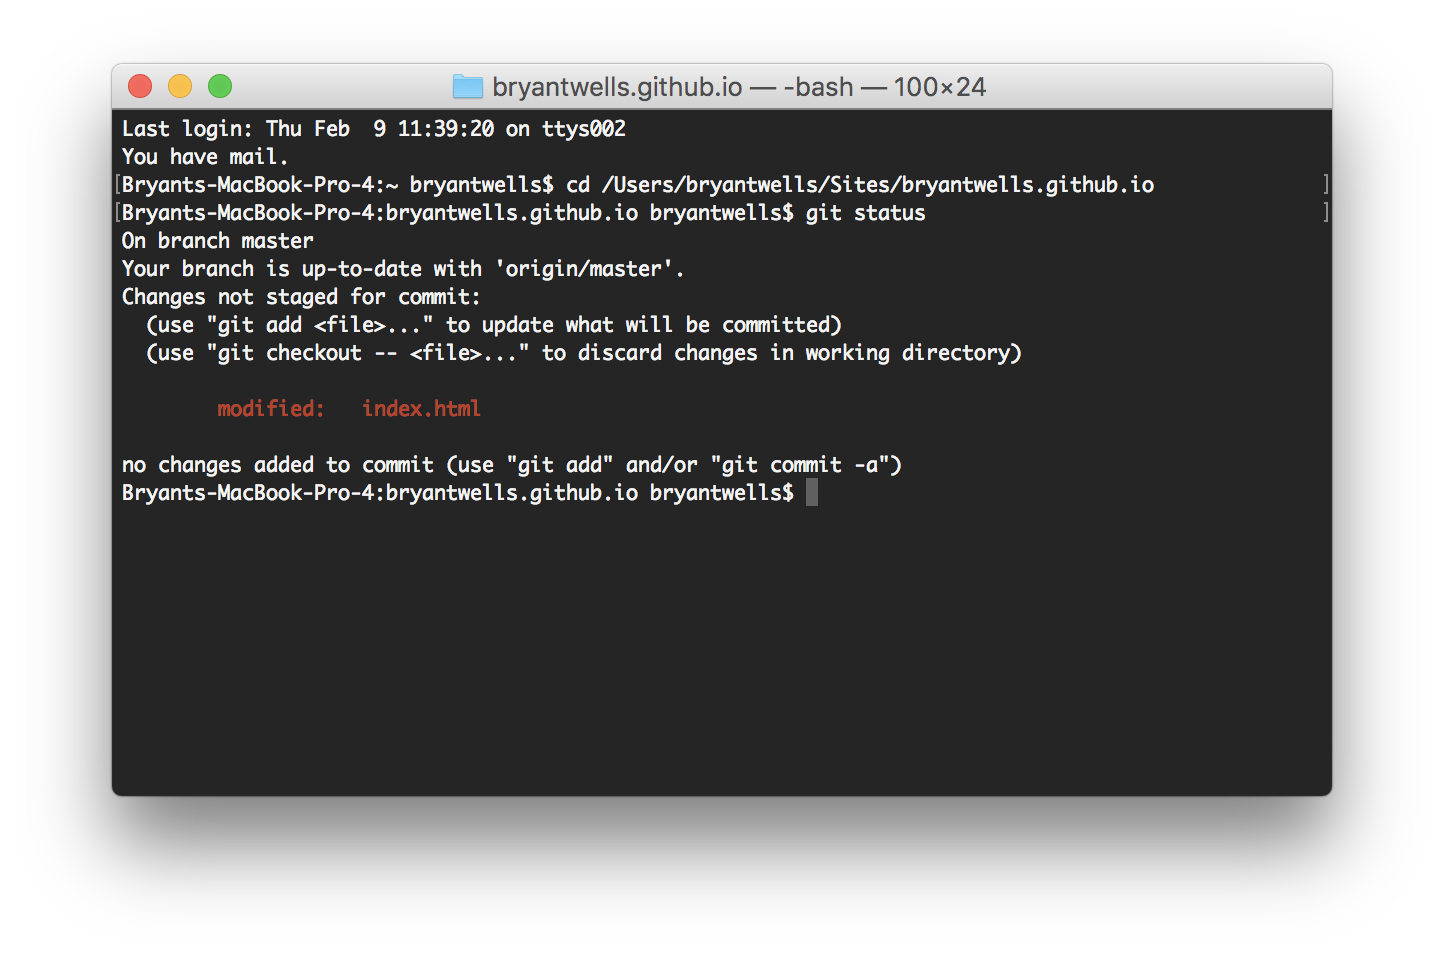 bryantwells.github.io — -bash — 100×24
Last login: Thu Feb  9 11:39:20 on ttys002
You have mail.
[Bryants-MacBook-Pro-4:~ bryantwells$ cd /Users/bryantwells/Sites/bryantwells.github.io ]
[Bryants-MacBook-Pro-4:bryantwells.github.io bryantwells$ git status ]
On branch master
Your branch is up-to-date with 'origin/master'.
Changes not staged for commit:
  (use "git add <file>..." to update what will be committed)
  (use "git checkout -- <file>..." to discard changes in working directory)
        modified:   index.html
no changes added to commit (use "git add" and/or "git commit -a")
Bryants-MacBook-Pro-4:bryantwells.github.io bryantwells$